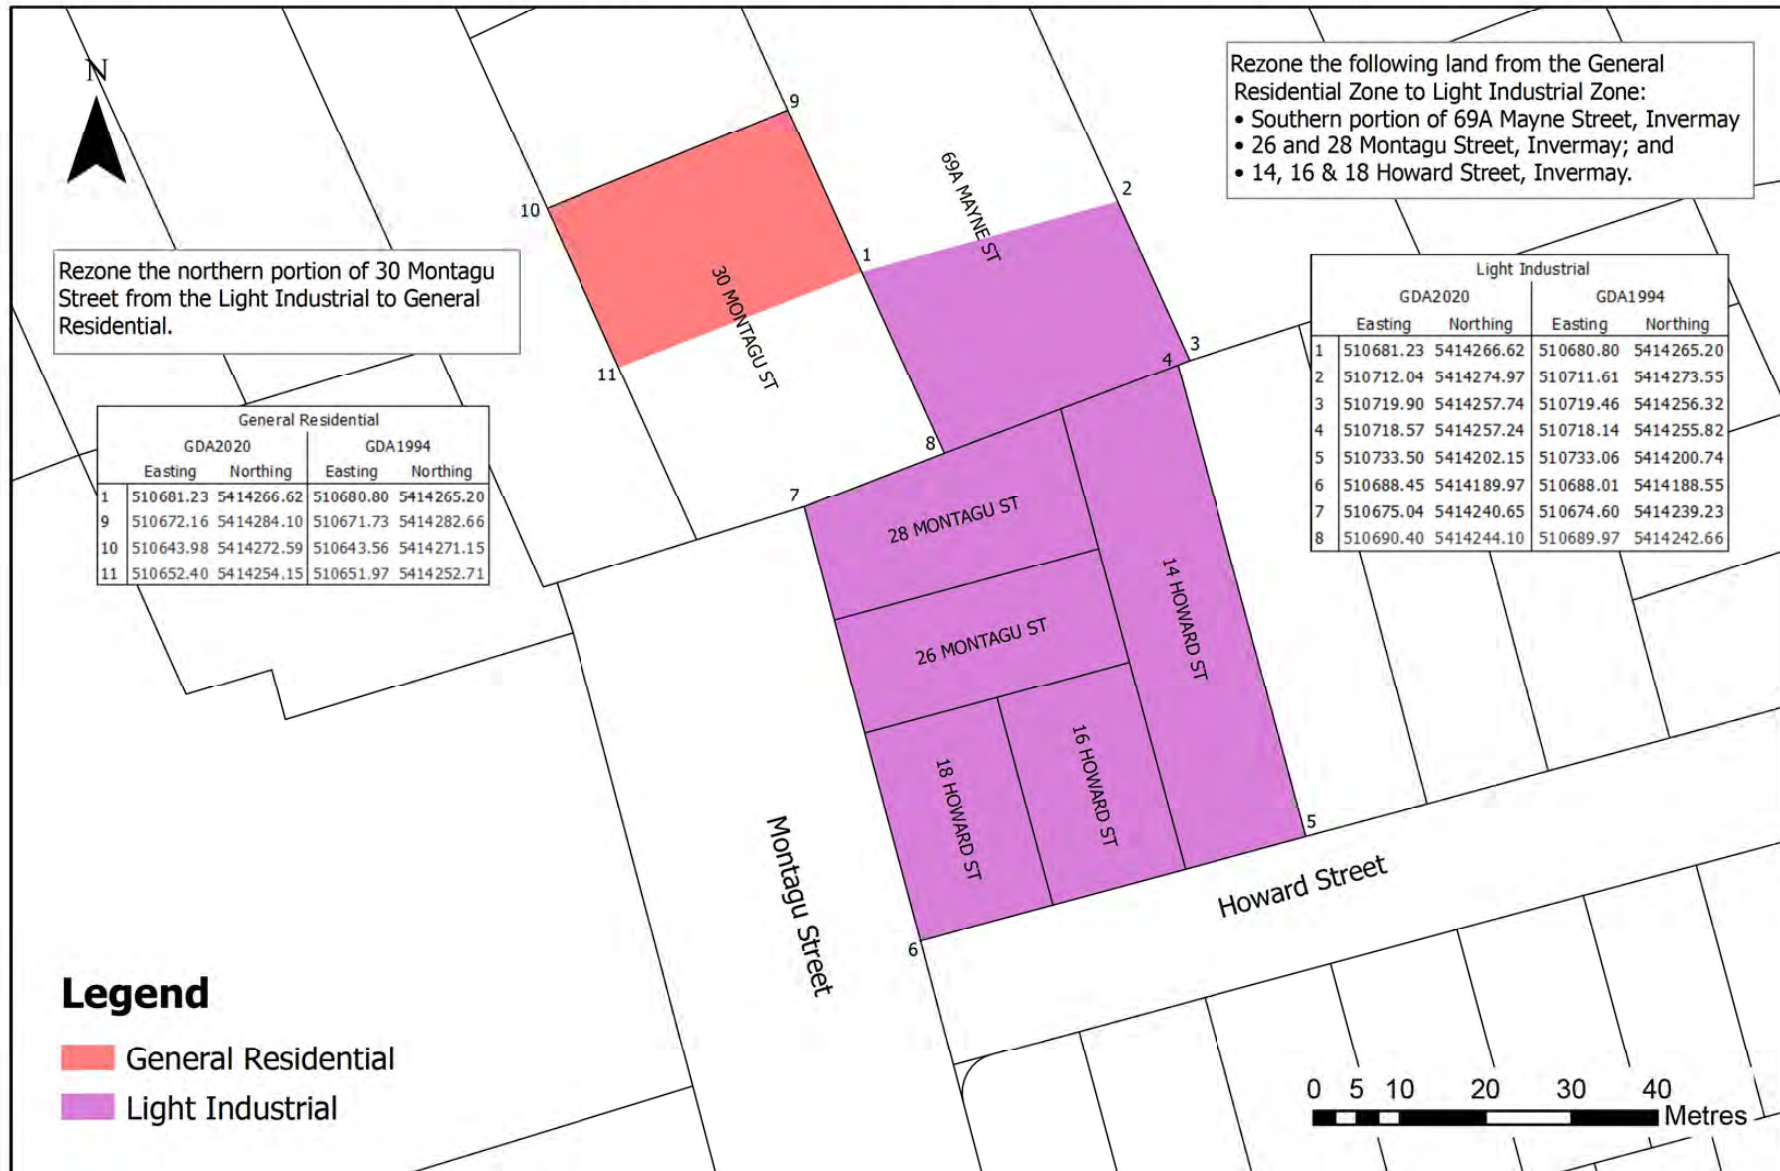 N
Rezone the following land from the General
Residential Zone to Light Industrial Zone:
• Southern portion of 69A Mayne Street, Invermay
• 26 and 28 Montagu Street, Invermay; and
• 14, 16 & 18 Howard Street, Invermay.
9
10
69A MAYNE ST
2
1
30 MONTAGU ST
11
3
4
8
7
Rezone the northern portion of 30 Montagu
Street from the Light Industrial to General
Residential.
Light Industrial
GDA2020 GDA1994
Easting Northing Easting Northing
1 510681.23 5414266.62 510680.80 5414265.20
2 510712.04 5414274.97 510711.61 5414273.55
3 510719.90 5414257.74 510719.46 5414256.32
4 510718.57 5414257.24 510718.14 5414255.82
5 510733.50 5414202.15 510733.06 5414200.74
6 510688.45 5414189.97 510688.01 5414188.55
7 510675.04 5414240.65 510674.60 5414239.23
8 510690.40 5414244.10 510689.97 5414242.66
General Residential
GDA2020 GDA1994
Easting Northing Easting Northing
1 510681.23 5414266.62 510680.80 5414265.20
9 510672.16 5414284.10 510671.73 5414282.66
10 510643.98 5414272.59 510643.56 5414271.15
11 510652.40 5414254.15 510651.97 5414252.71
28 MONTAGU ST
26 MONTAGU ST
14 HOWARD ST
16 HOWARD ST
18 HOWARD ST
5
6
Montagu Street
Howard Street
Legend
General Residential
Light Industrial
0 5 10 20 30 40
Metres